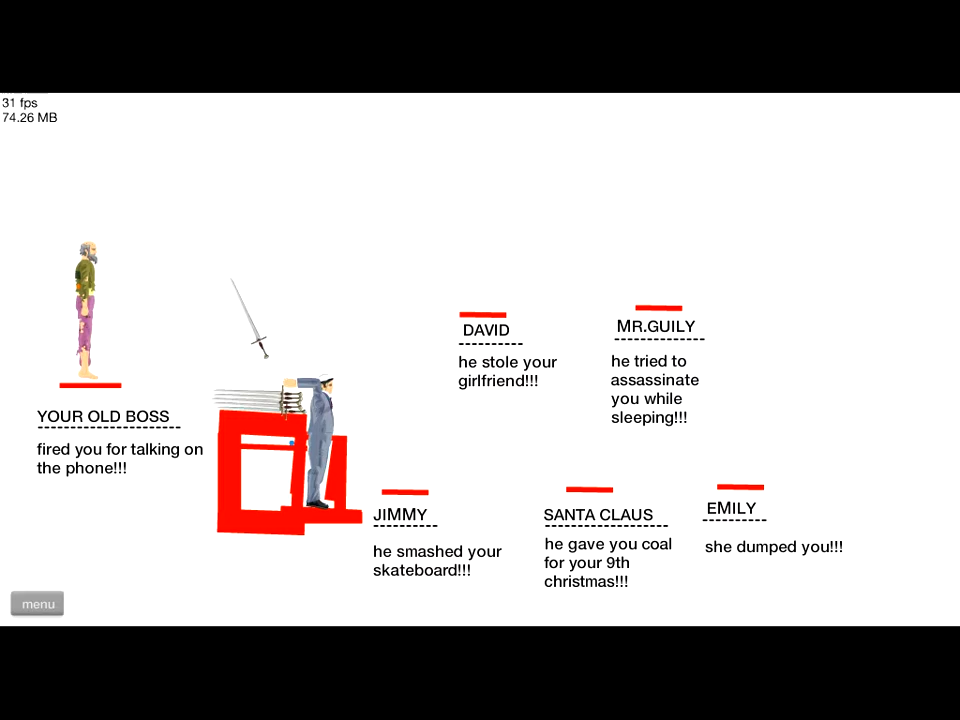 31 fps
74.26 MB
DAVID
he stole your
girlfriend!!!
MR.GUILY
he tried to
assassinate
you while
sleeping!!!
YOUR OLD BOSS
fired you for talking on
the phone!!!
JIMMY
he smashed your
skateboard!!!
SANTA CLAUS
he gave you coal
for your 9th
christmas!!!
EMILY
she dumped you!!!
menu